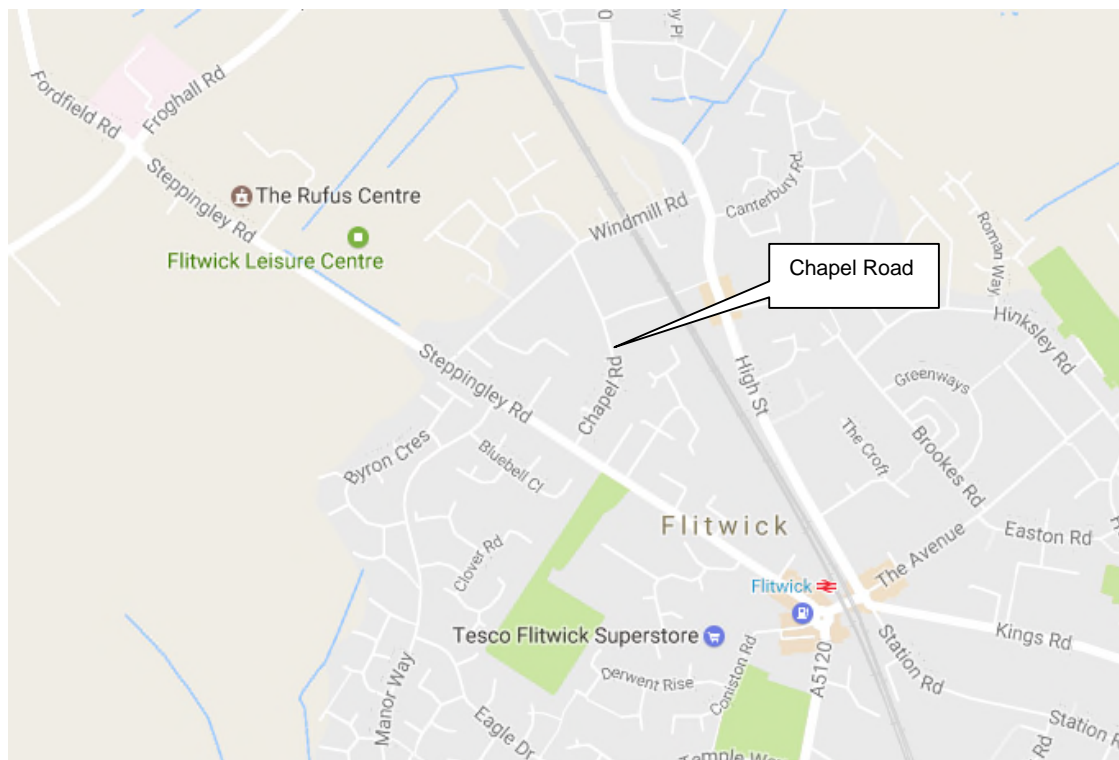 Fordfield Rd
Froghall Rd
Steppingley Rd
The Rufus Centre
Flitwick Leisure Centre
Windmill Rd
Canterbury Rd
Roman Way
Chapel Road
Hinksley Rd
Steppingley Rd
Chapel Rd
High St
Greenways
Byron Cres
Bluebell Cl
The Croft
Brookes Rd
Flitwick
Easton Rd
Clover Rd
The Avenue
Flitwick
Tesco Flitwick Superstore
Kings Rd
Station Rd
Coniston Rd
A5120
Derwent Rise
Manor Way
Eagle Dr
Station R
Rd